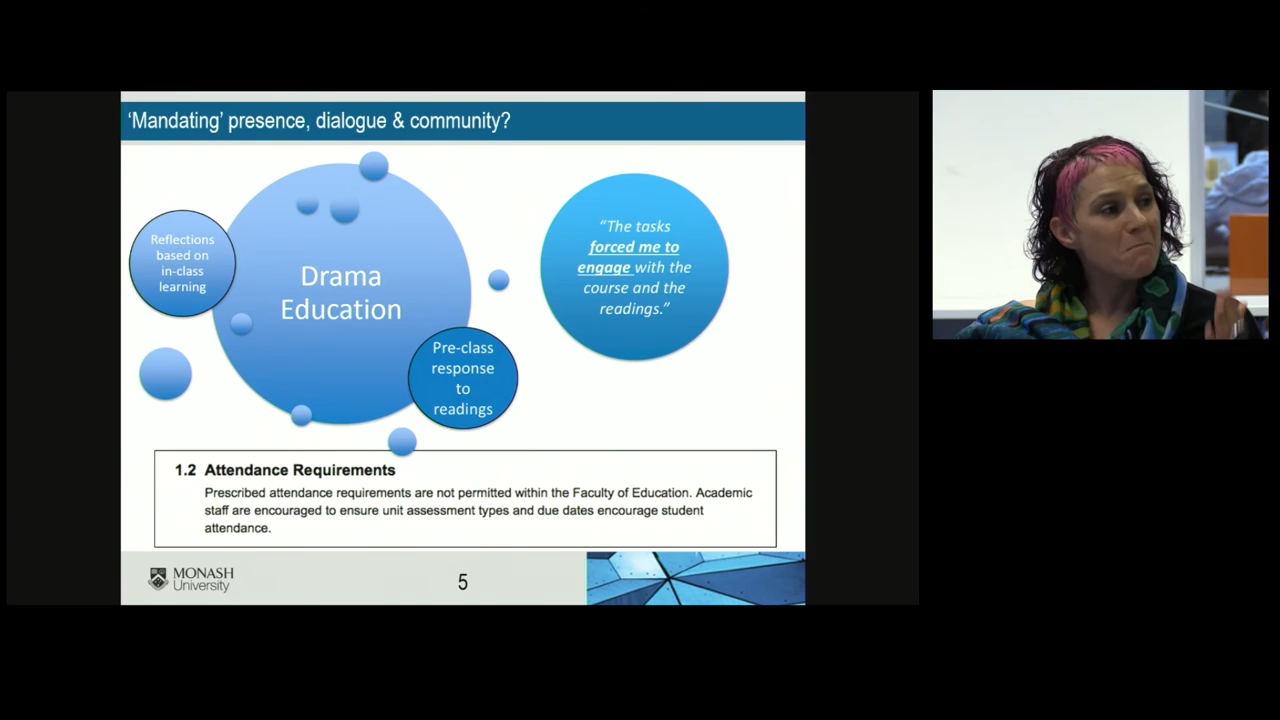 ‘Mandating’ presence, dialogue & community?
Reflections
based on
in-class
learning
Drama
Education
Pre-class
response
to
readings
“The tasks
forced me to
engage with the
course and the
readings.”
1.2 Attendance Requirements
Prescribed attendance requirements are not permitted within the Faculty of Education. Academic
staff are encouraged to ensure unit assessment types and due dates encourage student
attendance.
MONASH
University
5